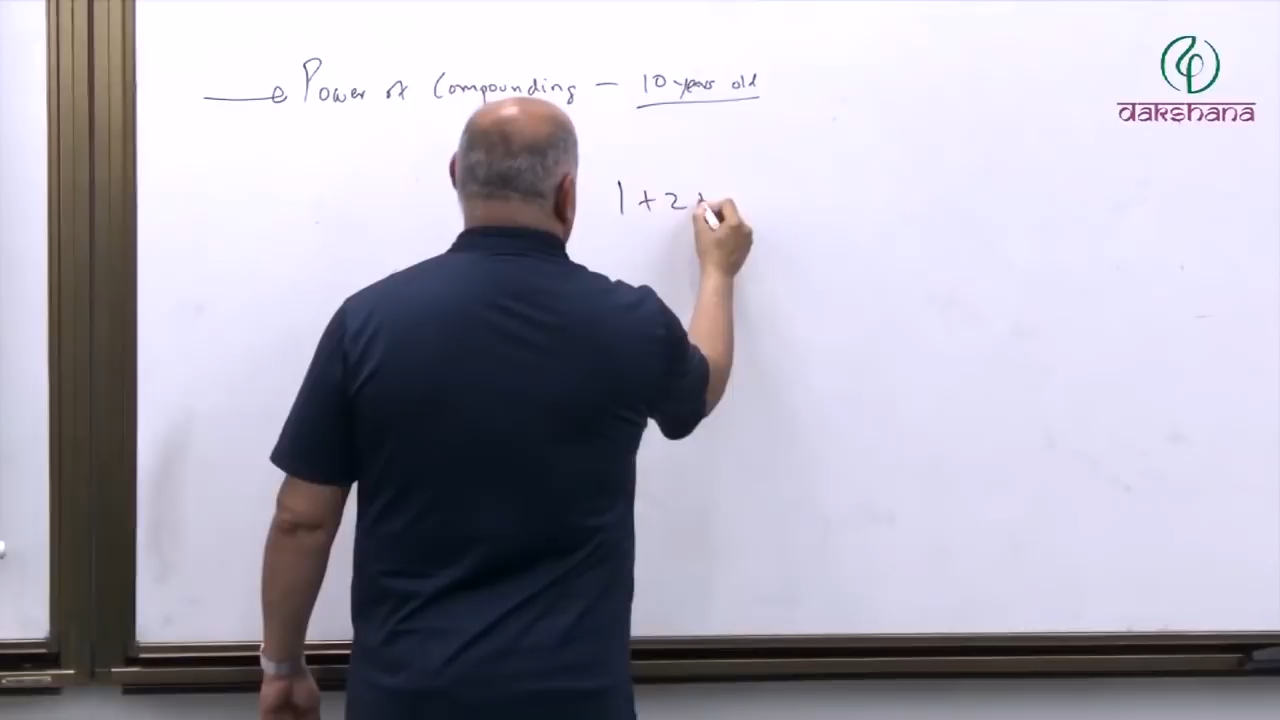 Power of Compounding — 10 years old
1 + 2 +
dakshana